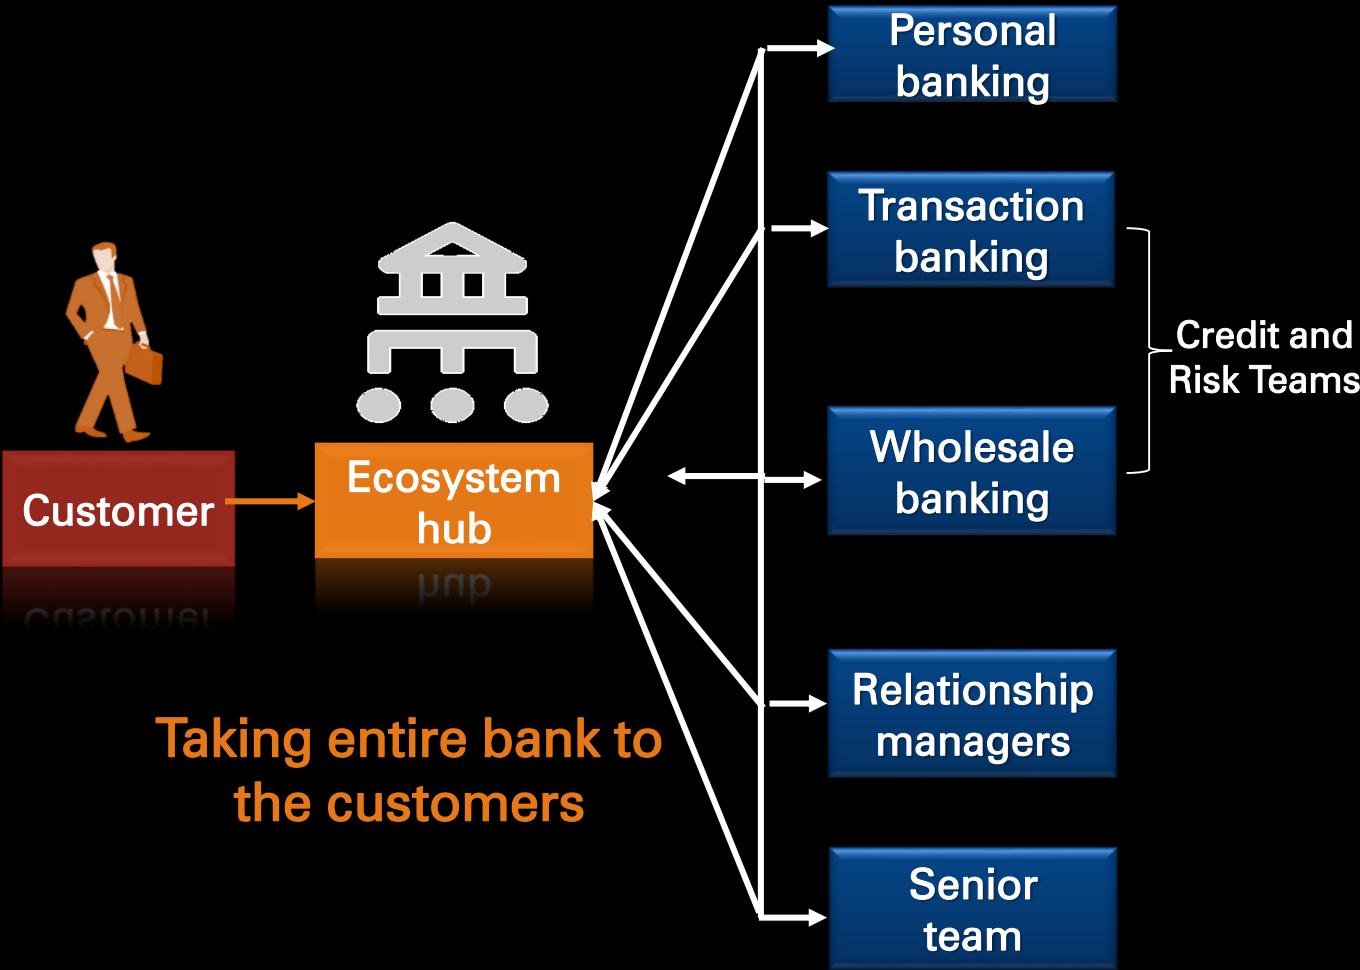 Personal
banking
Transaction
banking
Credit and
Risk Teams
Wholesale
banking
Customer
Ecosystem
hub
Relationship
managers
Taking entire bank to
the customers
Senior
team